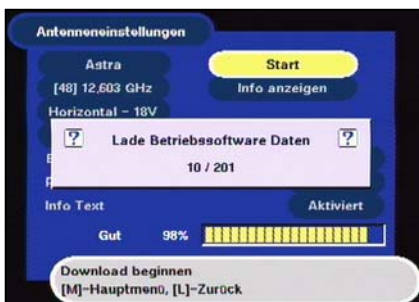 Antenneneinstellungen
Astra
Start
[48] 12,603 GHz
Info anzeigen
Horizontal - 18V
Lade Betriebssoftware Daten
10 / 201
Info Text
Aktiviert
Gut
98%
Download beginnen
[M]-Hauptmenü, [L]-Zurück